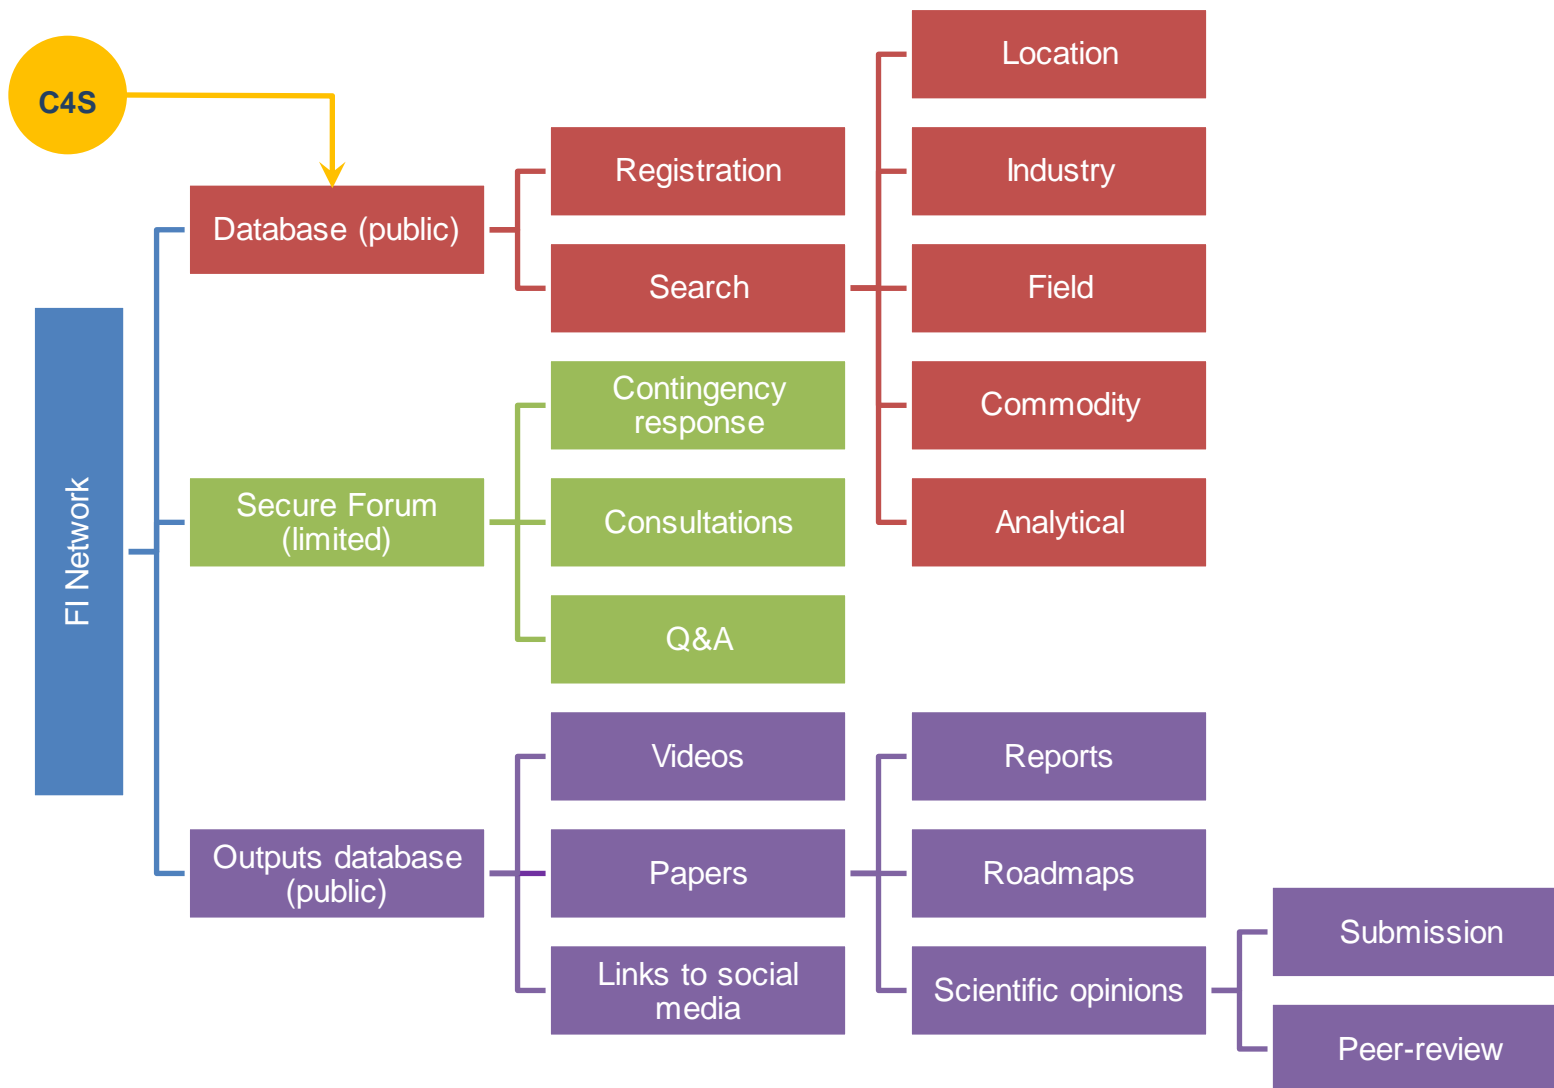 C4S
FI Network
Database (public)
Registration
Search
Location
Industry
Field
Commodity
Analytical
Secure Forum
(limited)
Contingency
response
Consultations
Q&A
Outputs database
(public)
Videos
Papers
Links to social
media
Reports
Roadmaps
Scientific opinions
Submission
Peer-review